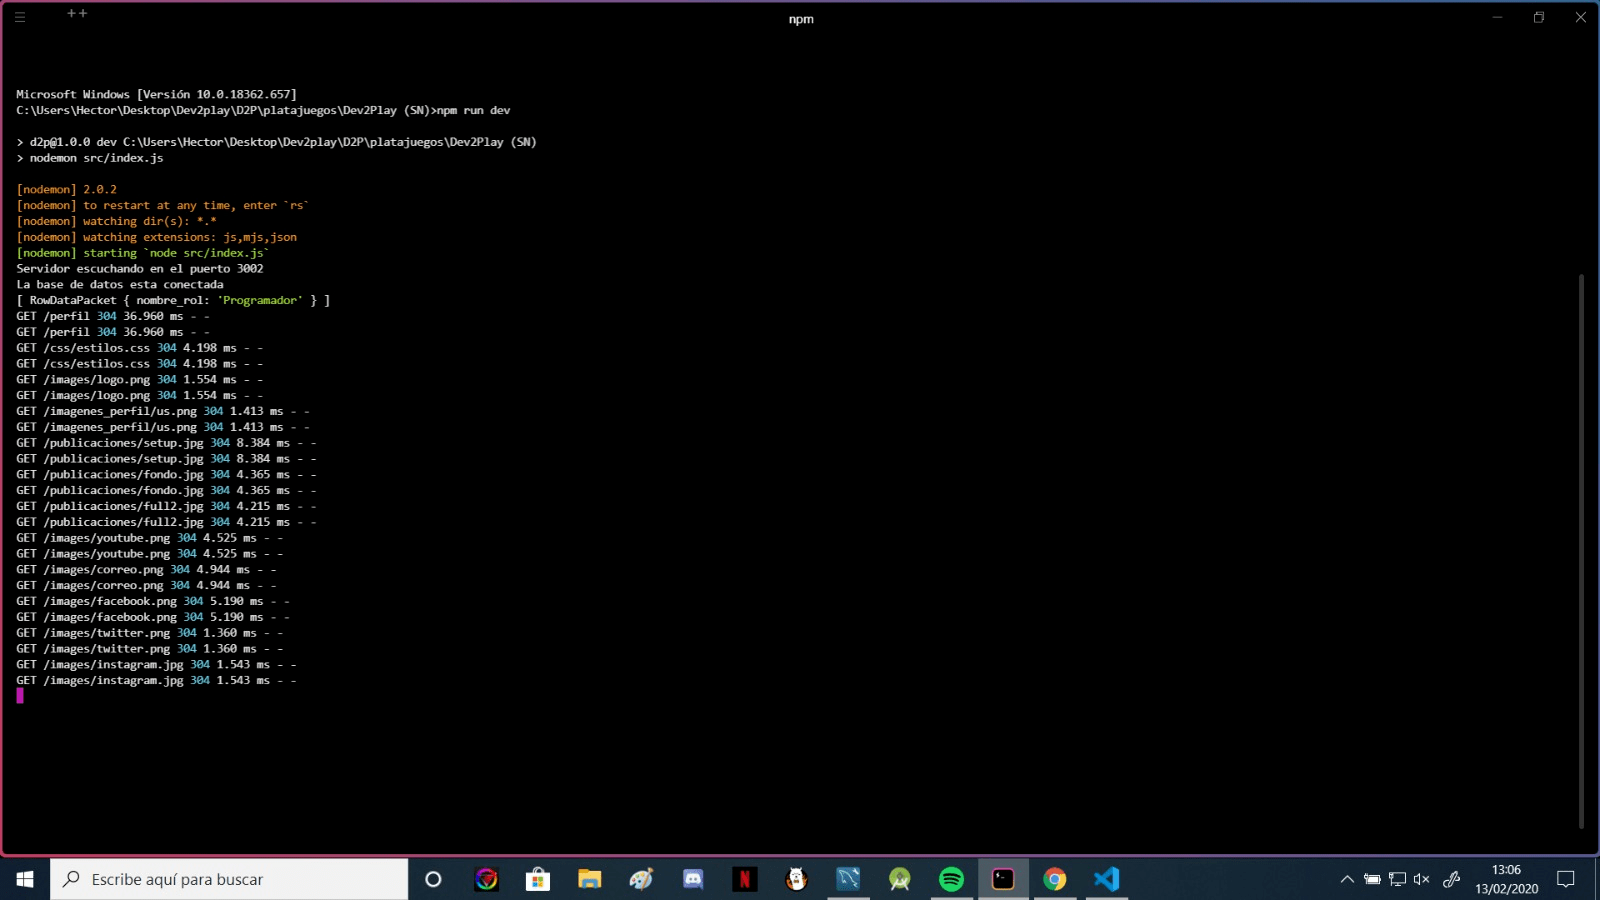 npm
Microsoft Windows [Versión 10.0.18362.657]
C:\Users\Hector\Desktop\Dev2play\D2P\platajuegos\Dev2Play (SN)>npm run dev
> d2p@1.0.0 dev C:\Users\Hector\Desktop\Dev2play\D2P\platajuegos\Dev2Play (SN)
> nodemon src/index.js
[nodemon] 2.0.2
[nodemon] to restart at any time, enter `rs`
[nodemon] watching dir(s): *.*
[nodemon] watching extensions: js,mjs,json
[nodemon] starting `node src/index.js`
Servidor escuchando en el puerto 3002
La base de datos esta conectada
[ RowDataPacket { nombre_rol: 'Programador' } ]
GET /perfil 304 36.960 ms - -
GET /perfil 304 36.960 ms - -
GET /css/estilos.css 304 4.198 ms - -
GET /css/estilos.css 304 4.198 ms - -
GET /images/logo.png 304 1.554 ms - -
GET /images/logo.png 304 1.554 ms - -
GET /imagenes_perfil/us.png 304 1.413 ms - -
GET /imagenes_perfil/us.png 304 1.413 ms - -
GET /publicaciones/setup.jpg 304 8.384 ms - -
GET /publicaciones/setup.jpg 304 8.384 ms - -
GET /publicaciones/fondo.jpg 304 4.365 ms - -
GET /publicaciones/fondo.jpg 304 4.365 ms - -
GET /publicaciones/full2.jpg 304 4.215 ms - -
GET /publicaciones/full2.jpg 304 4.215 ms - -
GET /images/youtube.png 304 4.525 ms - -
GET /images/youtube.png 304 4.525 ms - -
GET /images/correo.png 304 4.944 ms - -
GET /images/correo.png 304 4.944 ms - -
GET /images/facebook.png 304 5.190 ms - -
GET /images/facebook.png 304 5.190 ms - -
GET /images/twitter.png 304 1.360 ms - -
GET /images/twitter.png 304 1.360 ms - -
GET /images/instagram.jpg 304 1.543 ms - -
GET /images/instagram.jpg 304 1.543 ms - -
Escribe aquí para buscar
13:06
13/02/2020